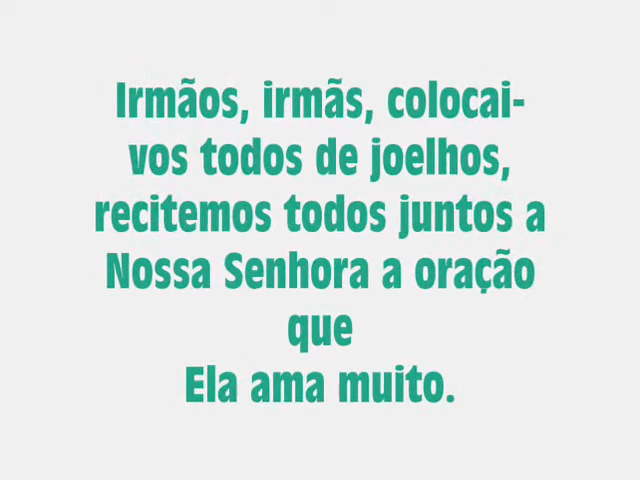 Irmãos, irmãs, colocai-
vos todos de joelhos,
recitemos todos juntos a
Nossa Senhora a oração
que
Ela ama muito.